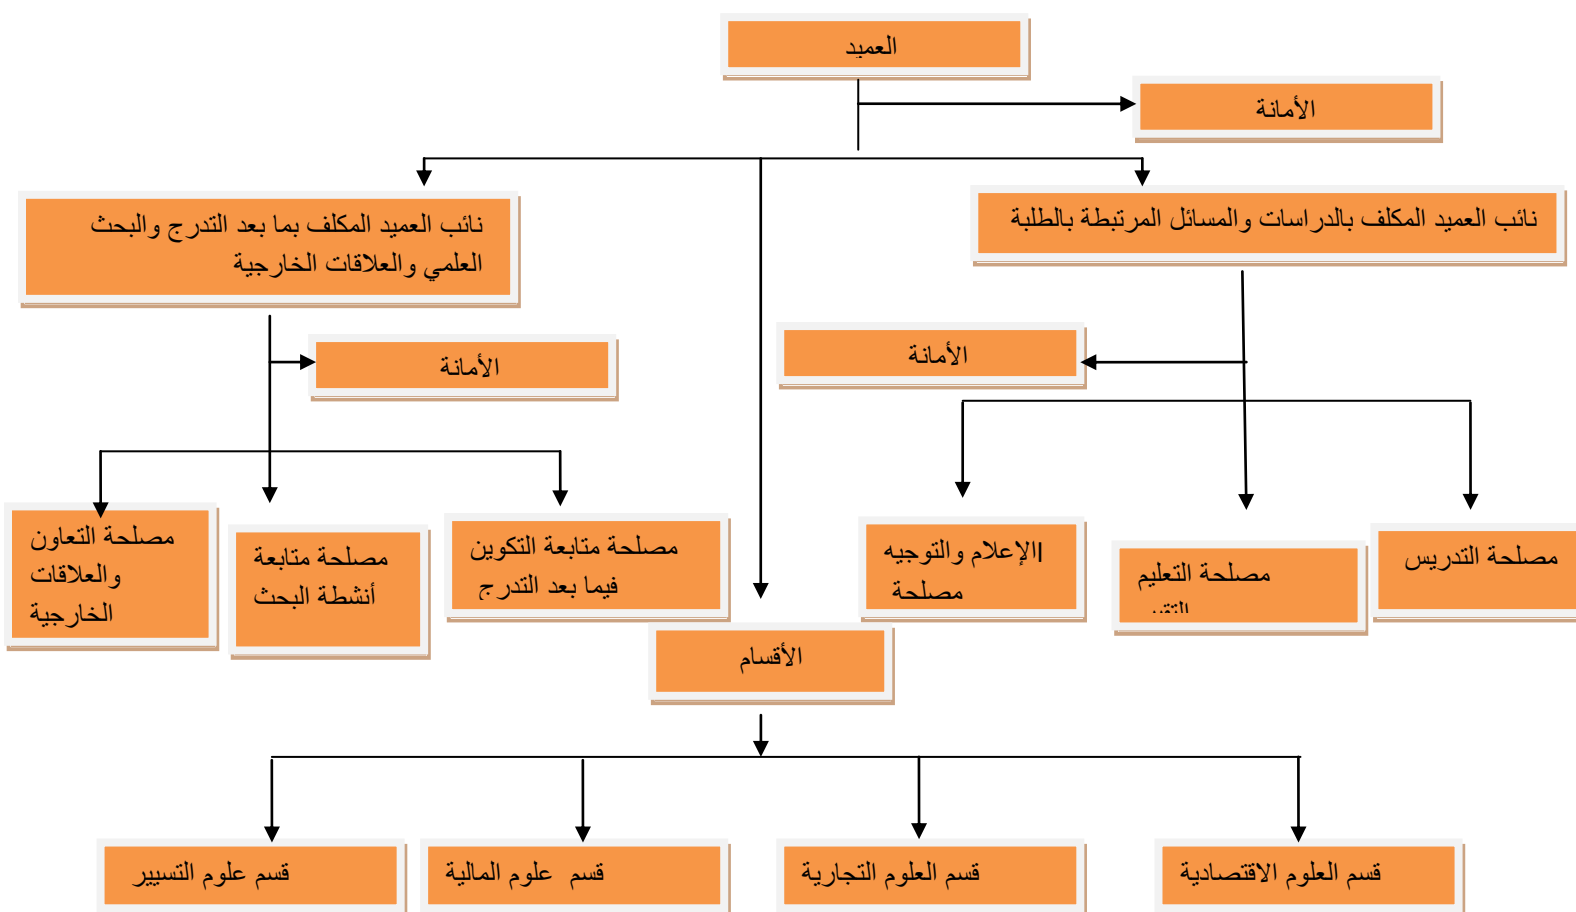 العميد
الأمانة
نائب العميد المكلف بالدراسات والمسائل المرتبطة بالطلبة
نائب العميد المكلف بما بعد التدرج والبحث
العلمي والعلاقات الخارجية
الأمانة
الأمانة
مصلحة التدريس
مصلحة التعليم
االإعلام والتوجيه
مصلحة
مصلحة متابعة التكوين
فيما بعد التدرج
مصلحة متابعة
أنشطة البحث
مصلحة التعاون
والعلاقات
الخارجية
الأقسام
قسم العلوم الاقتصادية
قسم العلوم التجارية
قسم علوم المالية
قسم علوم التسيير